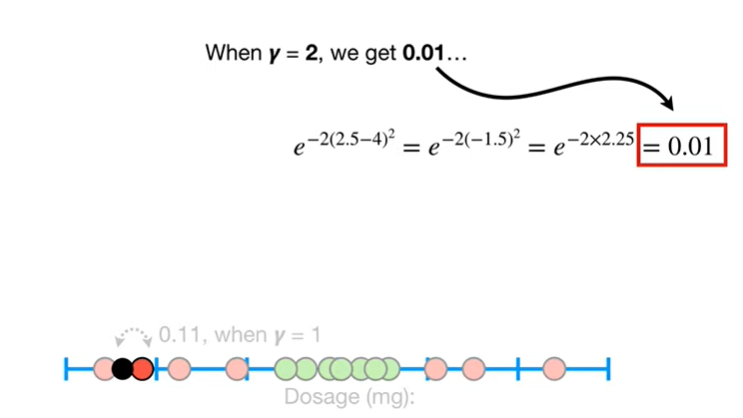 When γ = 2, we get 0.01…
e^{−2(2.5−4)²} = e^{−2(−1.5)²} = e^{−2×2.25} = 0.01
0.11, when γ = 1
Dosage (mg):